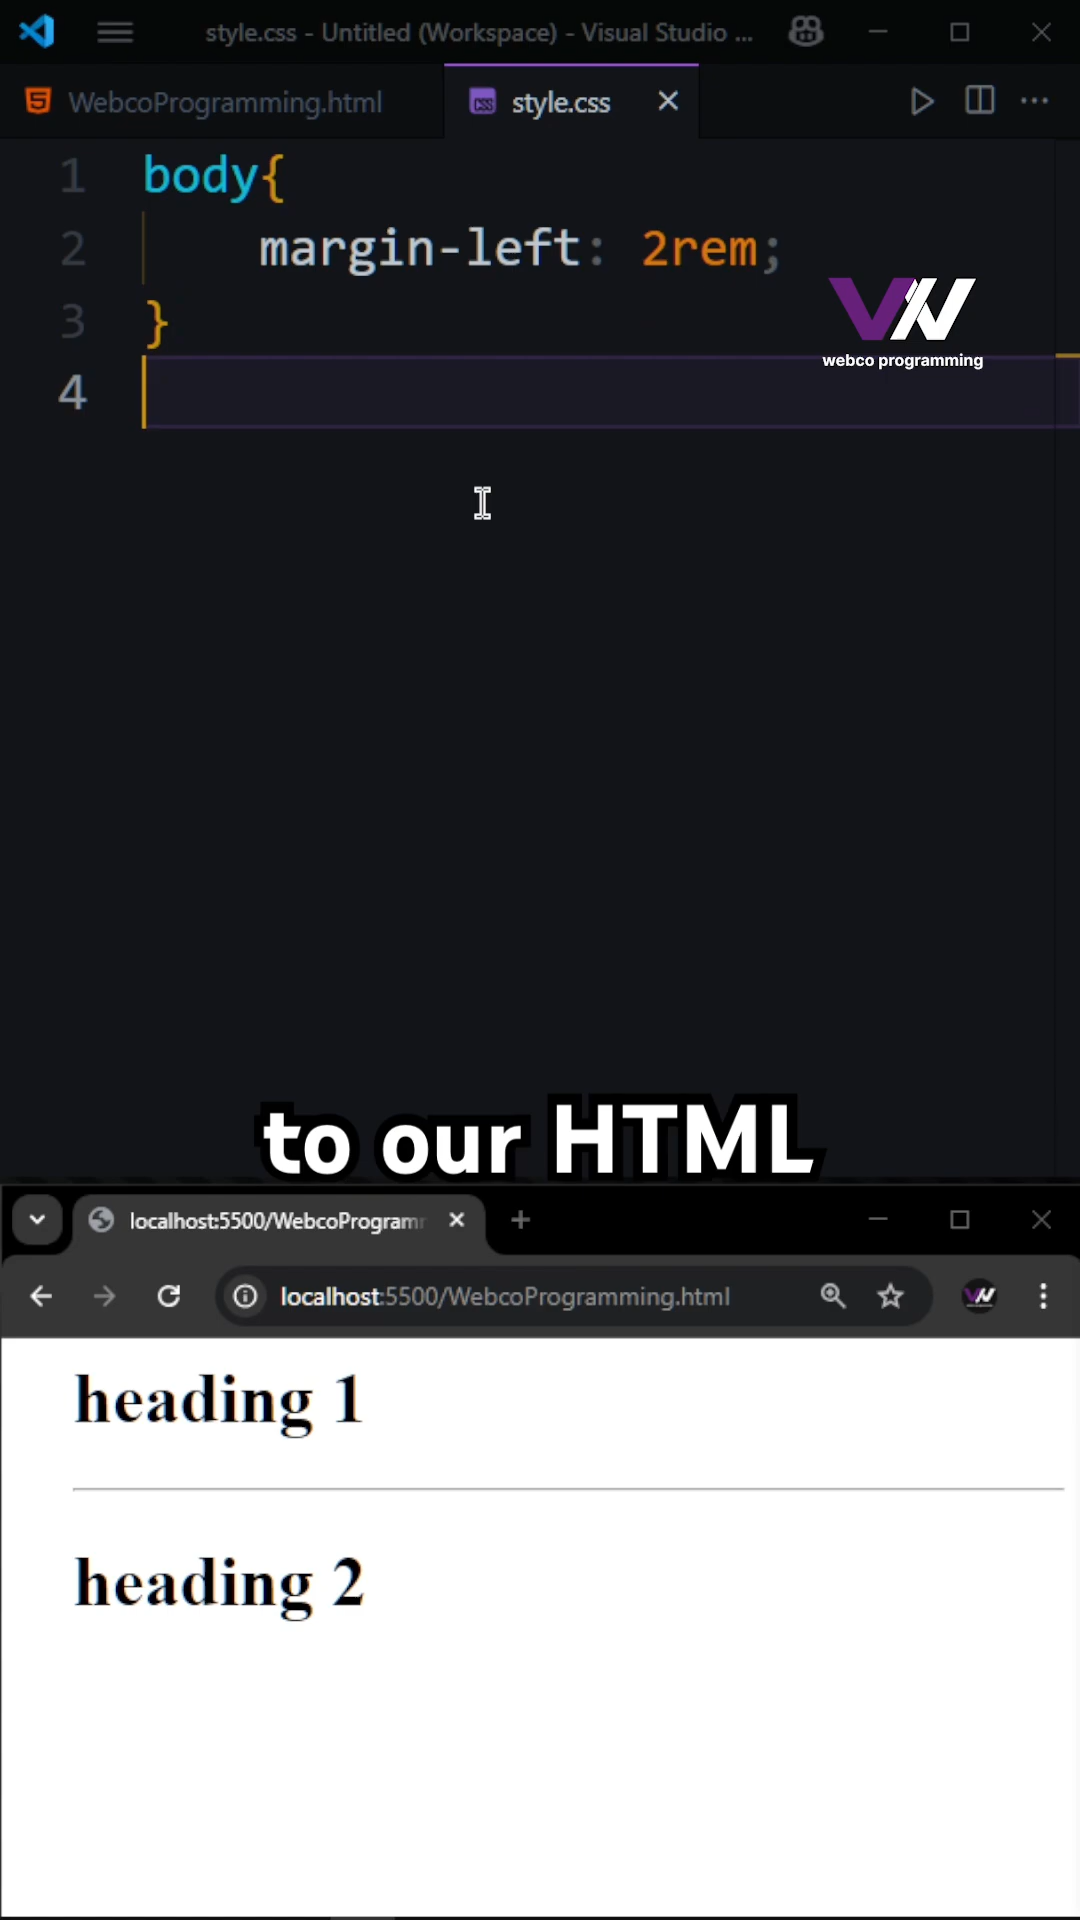 style.css - Untitled (Workspace) - Visual Studio ...
WebcoProgramming.html
style.css
1 body{
2 margin-left: 2rem;
3 }
4
webco programming
to our HTML
localhost:5500/WebcoProgram
localhost:5500/WebcoProgramming.html
heading 1
heading 2